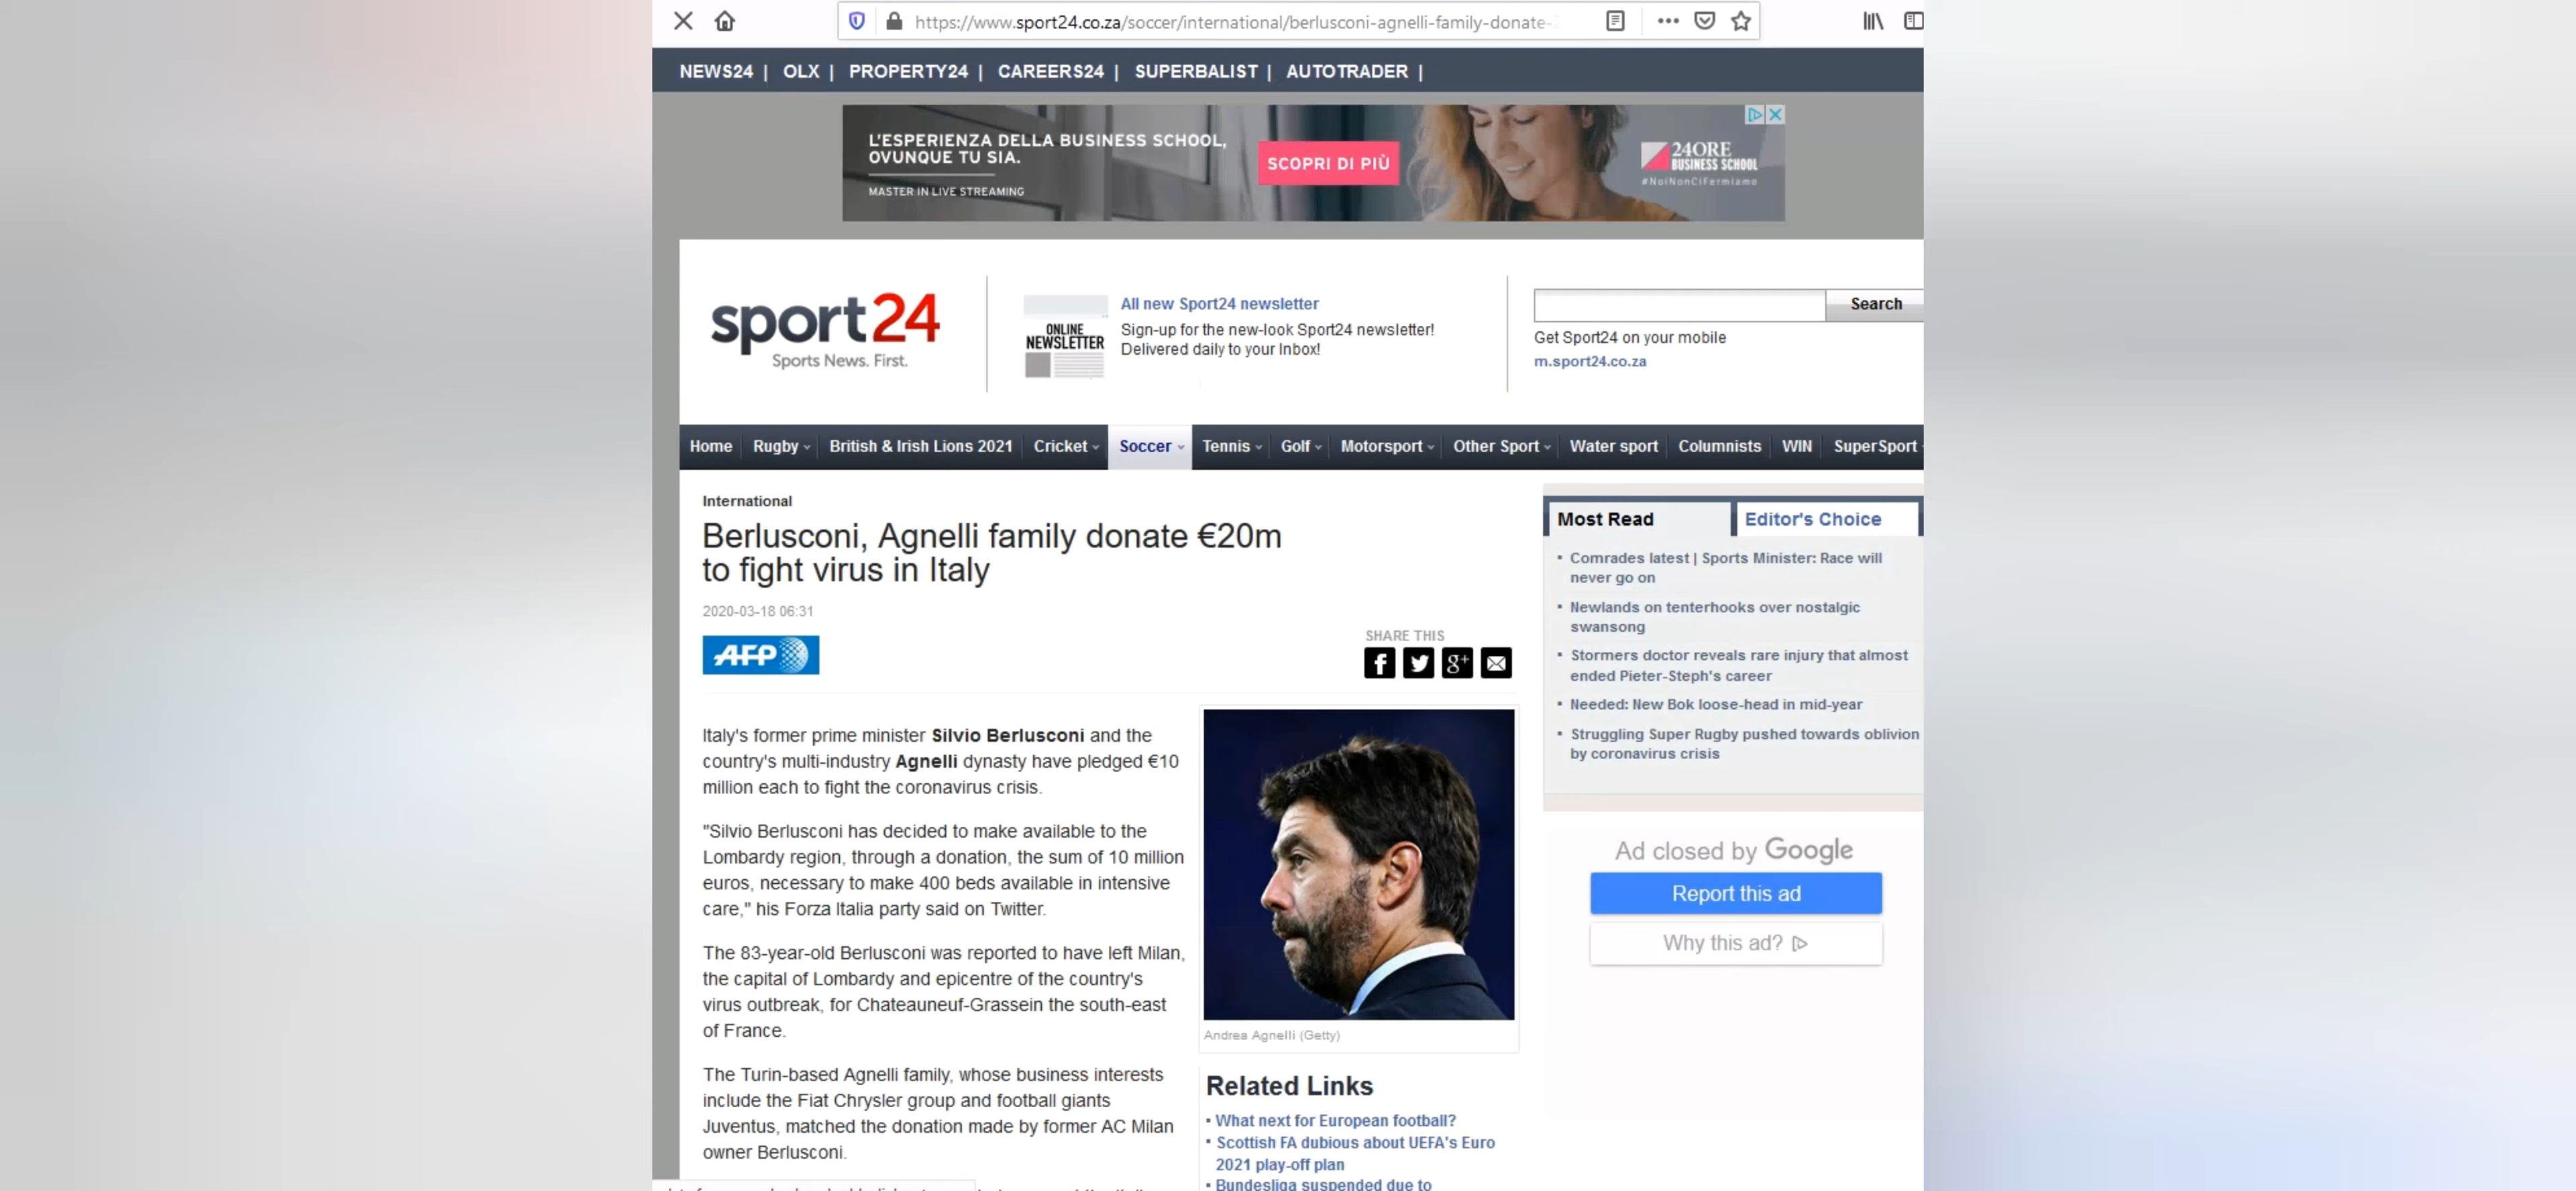 https://www.sport24.co.za/soccer/international/berlusconi-agnelli-family-donate-
NEWS24 | OLX | PROPERTY24 | CAREERS24 | SUPERBALIST | AUTOTRADER |
L'ESPERIENZA DELLA BUSINESS SCHOOL,
OVUNQUE TU SIA.
MASTER IN LIVE STREAMING
SCOPRI DI PIÙ
24ORE
BUSINESS SCHOOL
#NoiNonCiFermiamo
sport24
Sports News. First.
ONLINE
NEWSLETTER
All new Sport24 newsletter
Sign-up for the new-look Sport24 newsletter!
Delivered daily to your Inbox!
Search
Get Sport24 on your mobile
m.sport24.co.za
Home Rugby British & Irish Lions 2021 Cricket Soccer Tennis Golf Motorsport Other Sport Water sport Columnists WIN SuperSport
International
Berlusconi, Agnelli family donate €20m
to fight virus in Italy
2020-03-18 06:31
AFP
SHARE THIS
Italy's former prime minister Silvio Berlusconi and the
country's multi-industry Agnelli dynasty have pledged €10
million each to fight the coronavirus crisis.
"Silvio Berlusconi has decided to make available to the
Lombardy region, through a donation, the sum of 10 million
euros, necessary to make 400 beds available in intensive
care," his Forza Italia party said on Twitter.
The 83-year-old Berlusconi was reported to have left Milan,
the capital of Lombardy and epicentre of the country's
virus outbreak, for Chateauneuf-Grassein the south-east
of France.
The Turin-based Agnelli family, whose business interests
include the Fiat Chrysler group and football giants
Juventus, matched the donation made by former AC Milan
owner Berlusconi.
Andrea Agnelli (Getty)
Related Links
What next for European football?
Scottish FA dubious about UEFA's Euro
2021 play-off plan
Bundesliga suspended due to
Most Read
Editor's Choice
Comrades latest | Sports Minister: Race will
never go on
Newlands on tenterhooks over nostalgic
swansong
Stormers doctor reveals rare injury that almost
ended Pieter-Steph's career
Needed: New Bok loose-head in mid-year
Struggling Super Rugby pushed towards oblivion
by coronavirus crisis
Ad closed by Google
Report this ad
Why this ad?